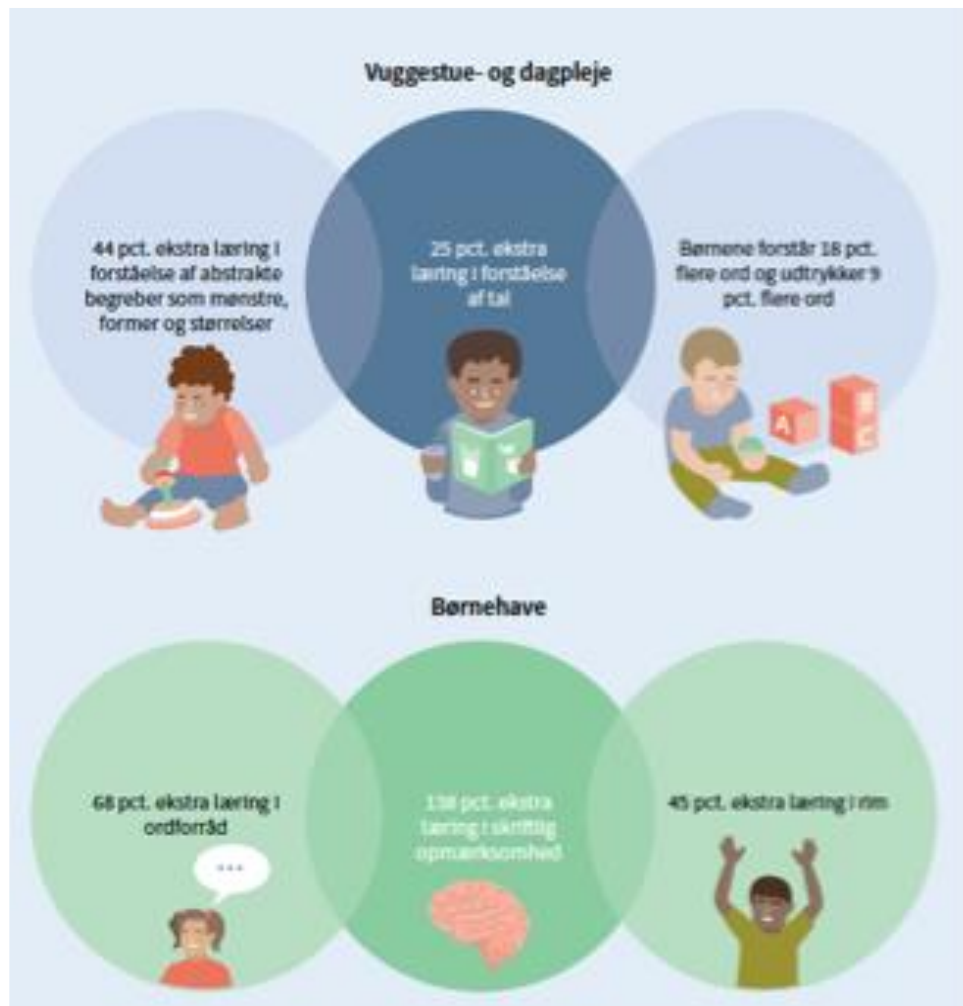 Vuggestue- og dagpleje
44 pct. ekstra læring i
forståelse af abstrakte
begreber som mønstre,
former og størrelser
25 pct. ekstra
læring i forståelse
af tal
Børnene forstår 18 pct.
flere ord og udtrykker 9
pct. flere ord
A
B
C
Børnehave
68 pct. ekstra læring i
ordforråd
pct. ekstra
læring i skriftlig
opmærksomhed
45 pct. ekstra læring i rim